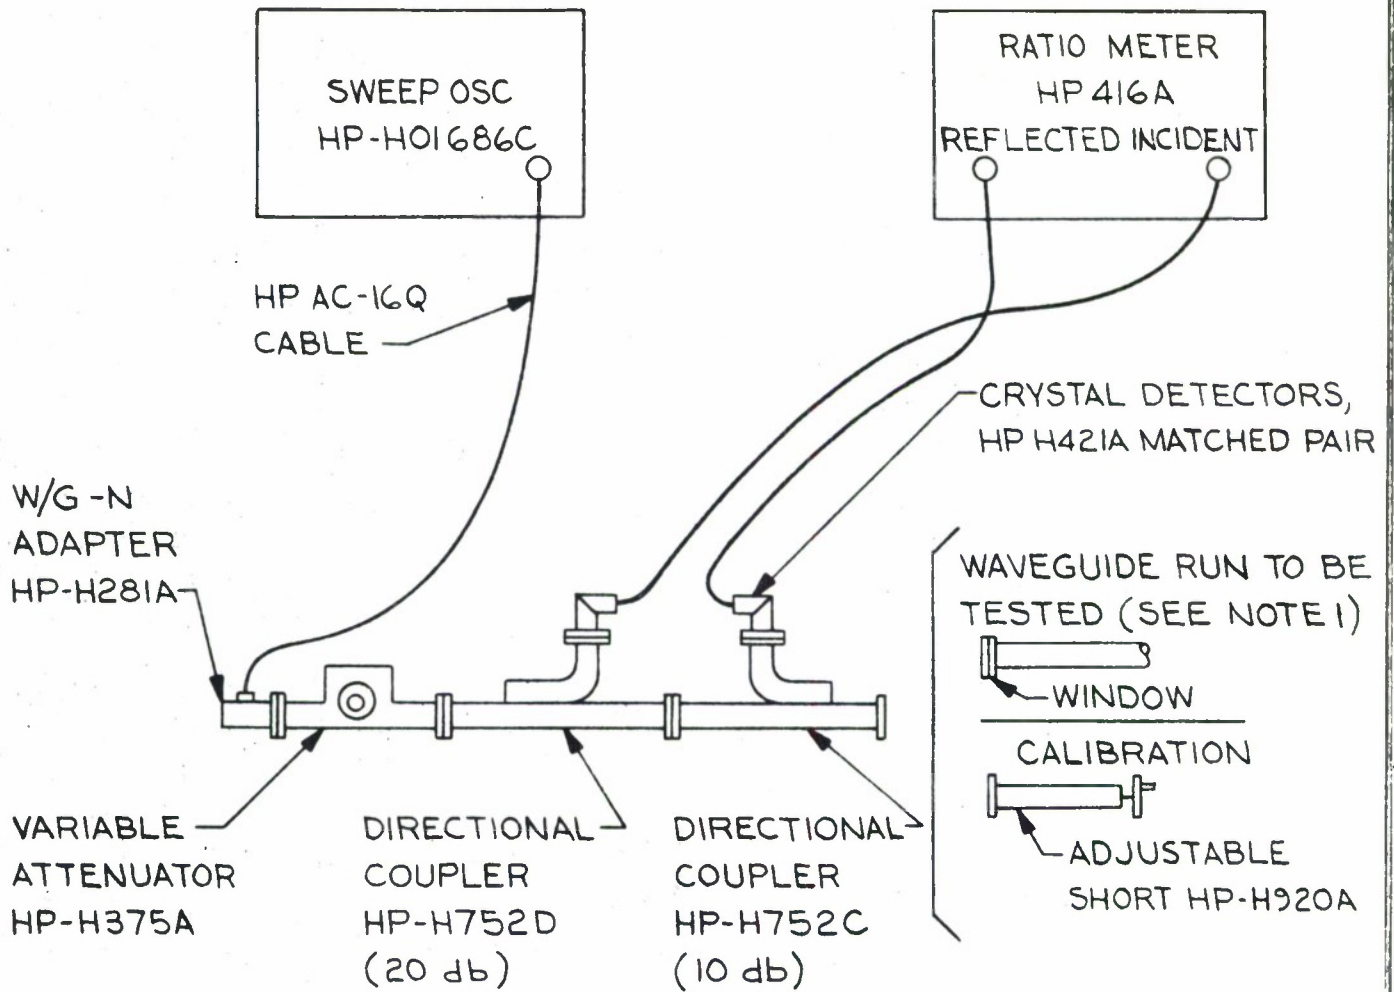 SWEEP OSC
HP-H01686C
RATIO METER
HP 416A
REFLECTED INCIDENT
HP AC-16Q
CABLE
CRYSTAL DETECTORS,
HP H421A MATCHED PAIR
W/G -N
ADAPTER
HP-H281A
WAVEGUIDE RUN TO BE
TESTED (SEE NOTE 1)
WINDOW
CALIBRATION
ADJUSTABLE
SHORT HP-H920A
VARIABLE
ATTENUATOR
HP-H375A
DIRECTIONAL
COUPLER
HP-H752D
(20 db)
DIRECTIONAL
COUPLER
HP-H752C
(10 db)